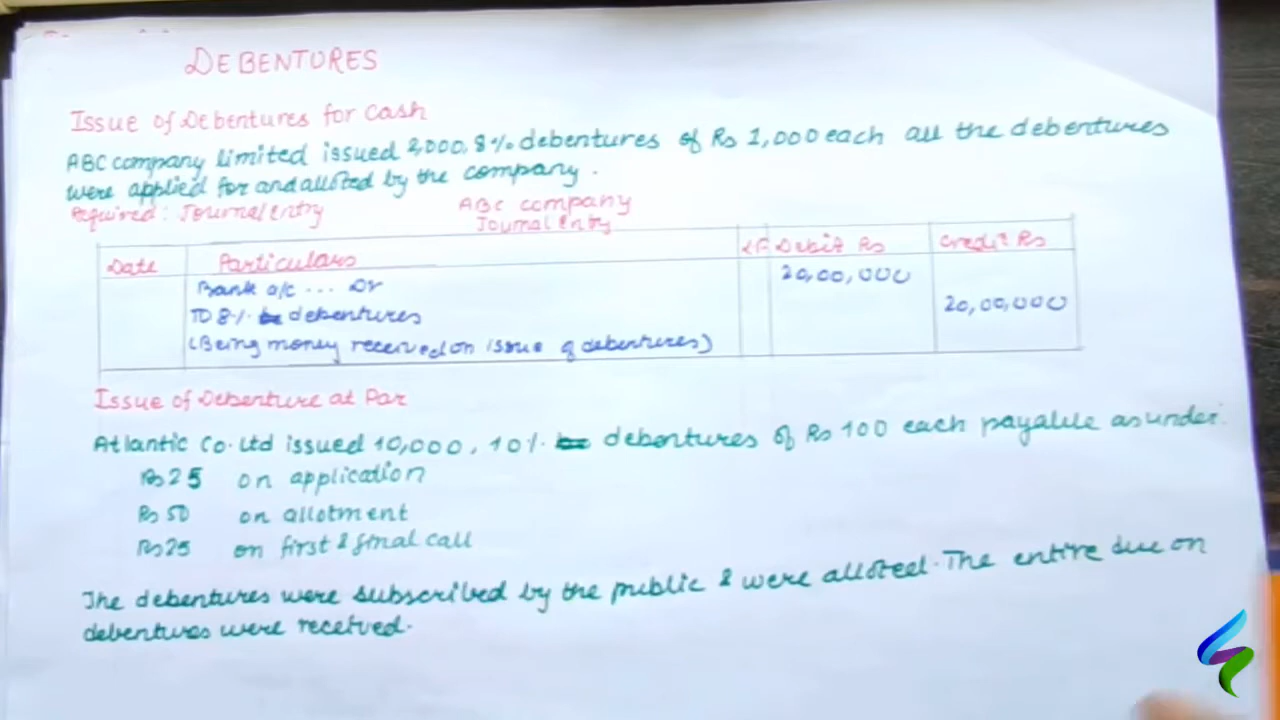 DEBENTURES
Issue of Debentures for Cash
ABC company limited issued 2,000, 8% debentures of Rs 1,000 each all the debentures
were applied for and alloted by the company.
Required: Journal entry
ABC company
Journal Entry
Date Particulars LF Debit Rs Credit Rs
Bank a/c ... Dr 20,00,000
To 8% debentures 20,00,000
(Being money received on issue of debentures)
Issue of Debenture at Par
Atlantic Co. Ltd issued 10,000, 10% debentures of Rs 100 each payable as under.
Rs 25 on application
Rs 50 on allotment
Rs 25 on first & final call
The debentures were subscribed by the public & were alloted. The entire due on
debentures were received.